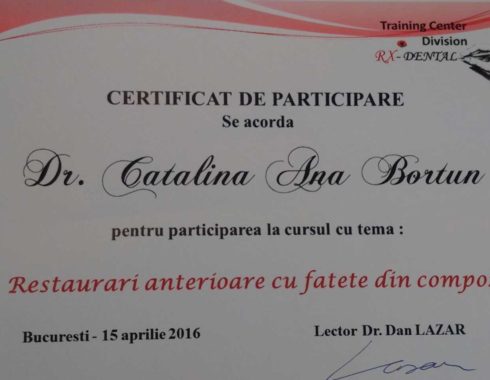 Training Center
Division
RX-DENTAL
CERTIFICAT DE PARTICIPARE
Se acorda
Dr. Catalina Ana Bortun
pentru participarea la cursul cu tema :
Restaurari anterioare cu fatete din compo
Bucuresti - 15 aprilie 2016 Lector Dr. Dan LAZAR